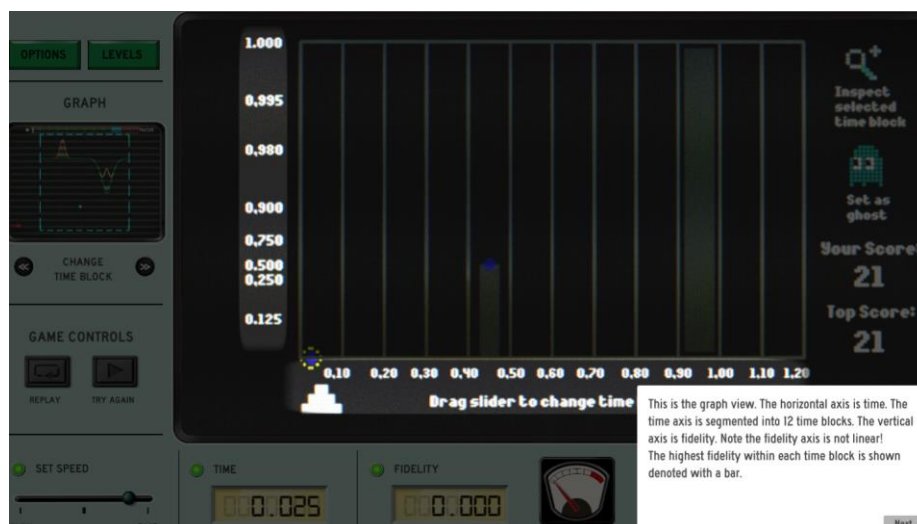 OPTIONS
LEVELS
GRAPH
CHANGE
TIME BLOCK
GAME CONTROLS
REPLAY
TRY AGAIN
SET SPEED
1.000
0,995
0,980
0,900
0,750
0.500
0,250
0.125
0,10 0,20 0,30 0,40 0,50 0,60 0,70 0,80 0,90 1,00 1,10 1,20
Drag slider to change time
Inspect
selected
time block
Set as
ghost
Your Score:
21
Top Score:
21
This is the graph view. The horizontal axis is time. The
time axis is segmented into 12 time blocks. The vertical
axis is fidelity. Note the fidelity axis is not linear!
The highest fidelity within each time block is shown
denoted with a bar.
Next
TIME
0.025
FIDELITY
0.000